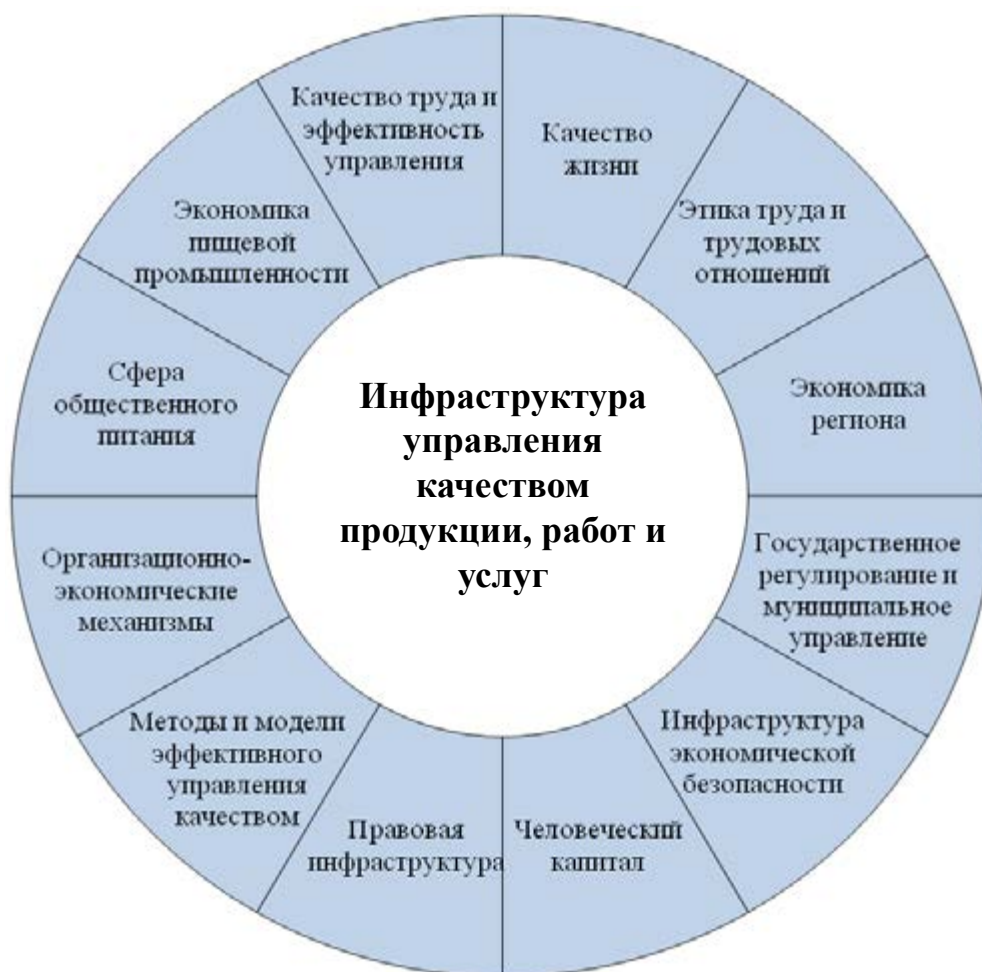 Качество труда и
эффективность
управления
Качество
жизни
Этика труда и
трудовых
отношений
Экономика
региона
Государственное
регулирование и
муниципальное
управление
Инфраструктура
экономической
безопасности
Человеческий
капитал
Правовая
инфраструктура
Методы и модели
эффективного
управления
качеством
Организационно-
экономические
механизмы
Сфера
общественного
питания
Экономика
пищевой
промышленности
Инфраструктура
управления
качеством
продукции, работ и
услуг